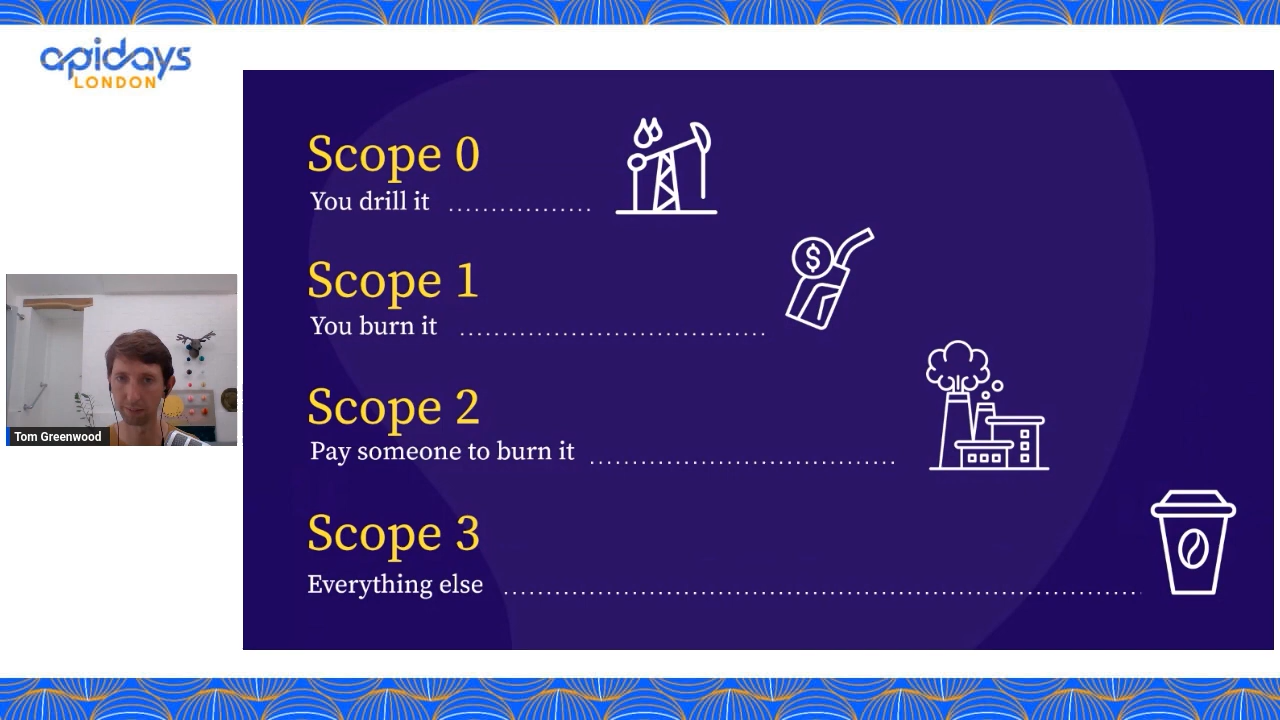 apidays
LONDON
Scope 0
You drill it ..................
Scope 1
$
You burn it ......................................
Scope 2
Pay someone to burn it ......................................
Scope 3
Everything else ................................................................................
Tom Greenwood